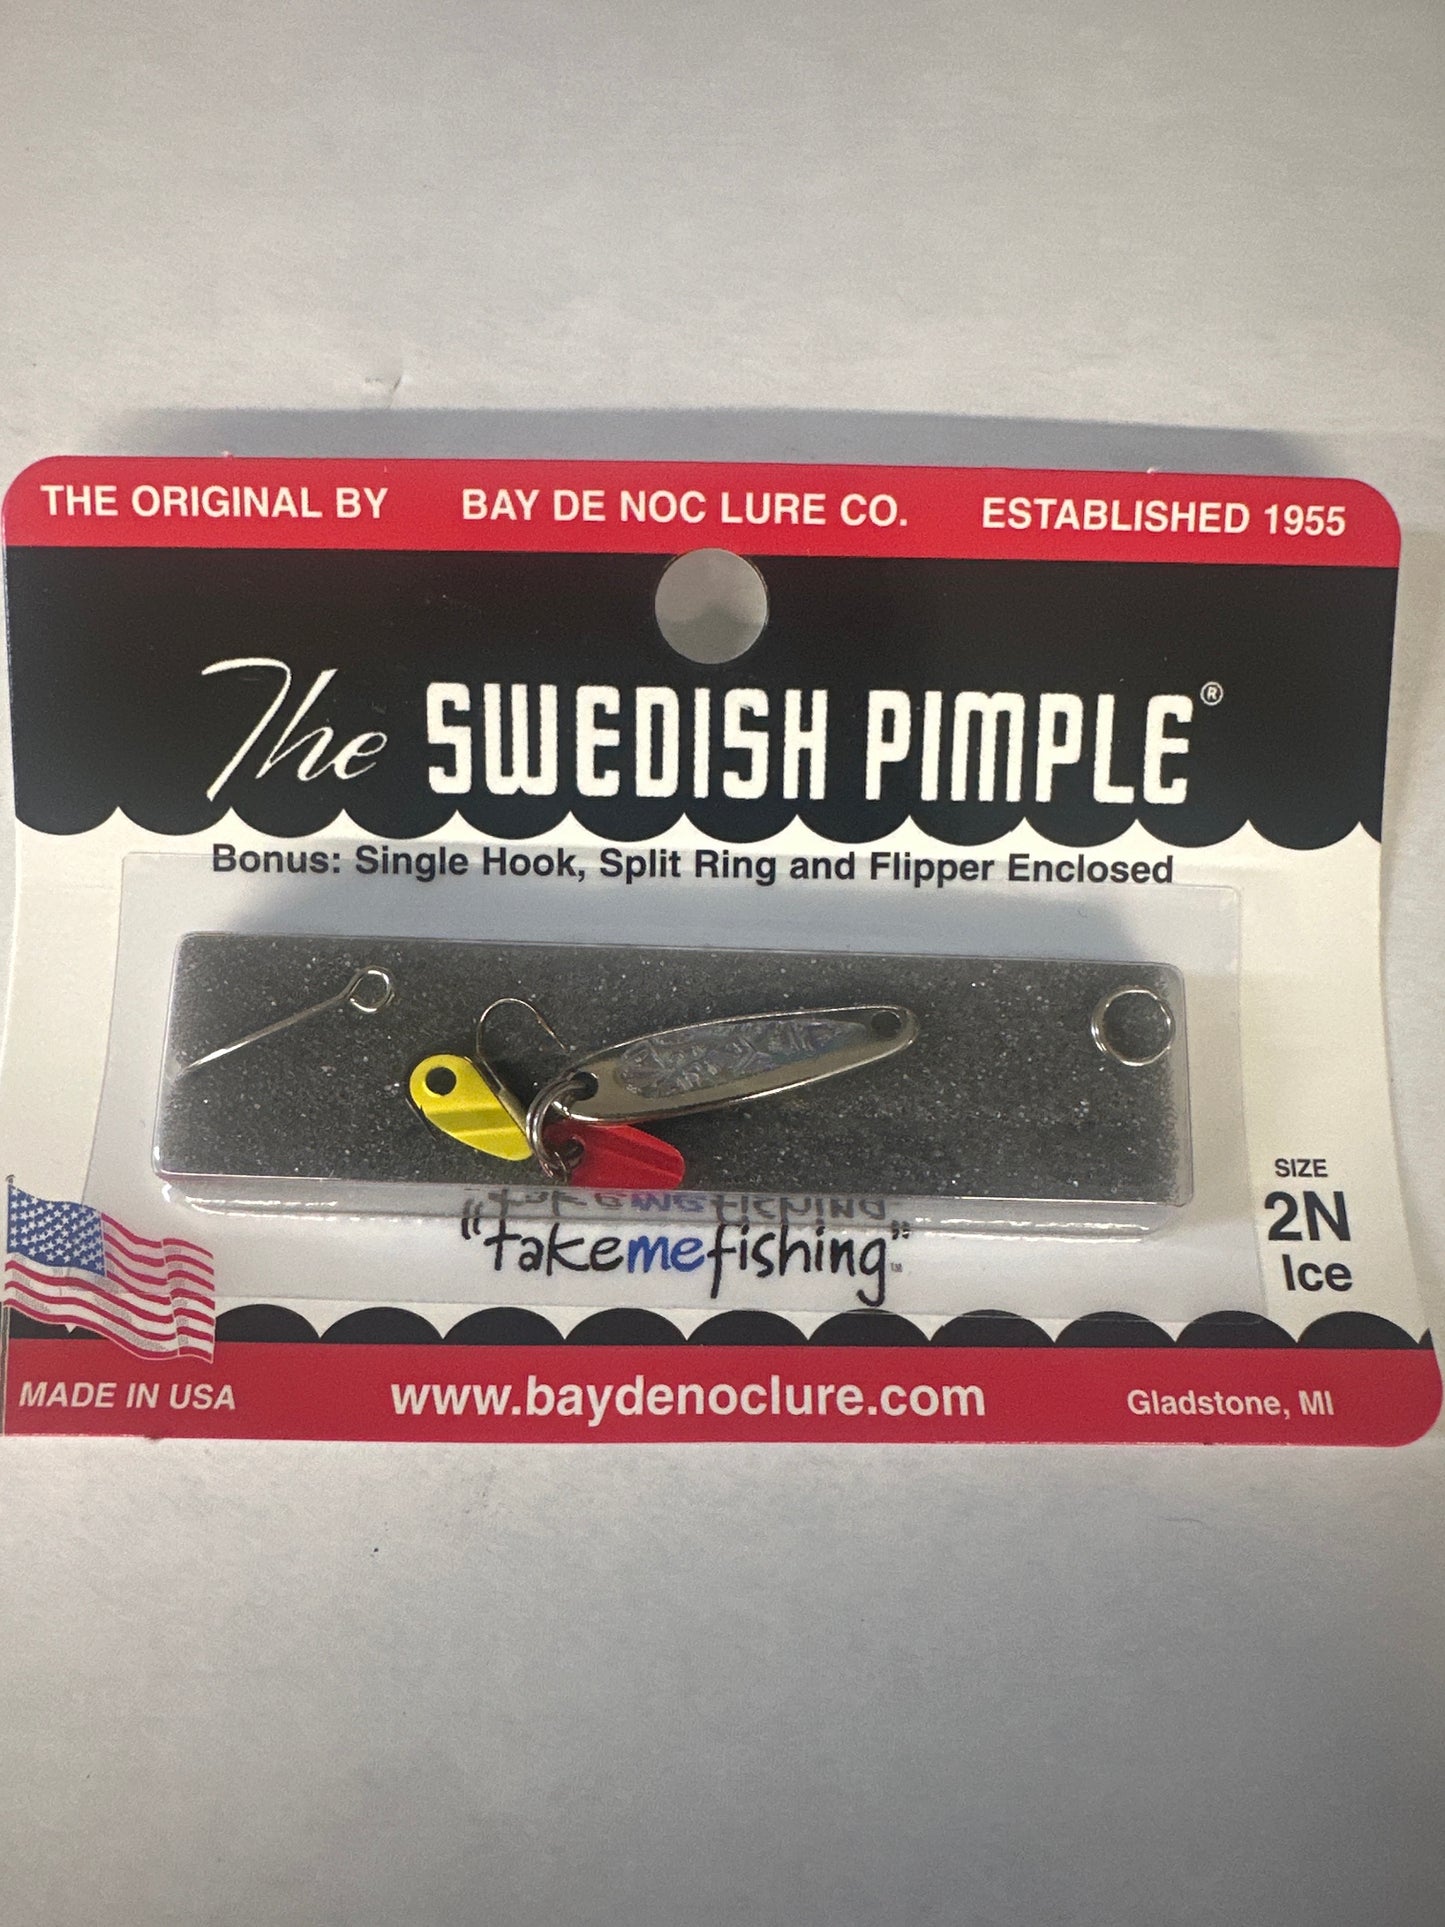 THE ORIGINAL BY BAY DE NOC LURE CO. ESTABLISHED 1955
The SWEDISH PIMPLE®
Bonus: Single Hook, Split Ring and Flipper Enclosed
SIZE
2N
Ice
"takemefishing"™
MADE IN USA www.baydenoclure.com Gladstone, MI